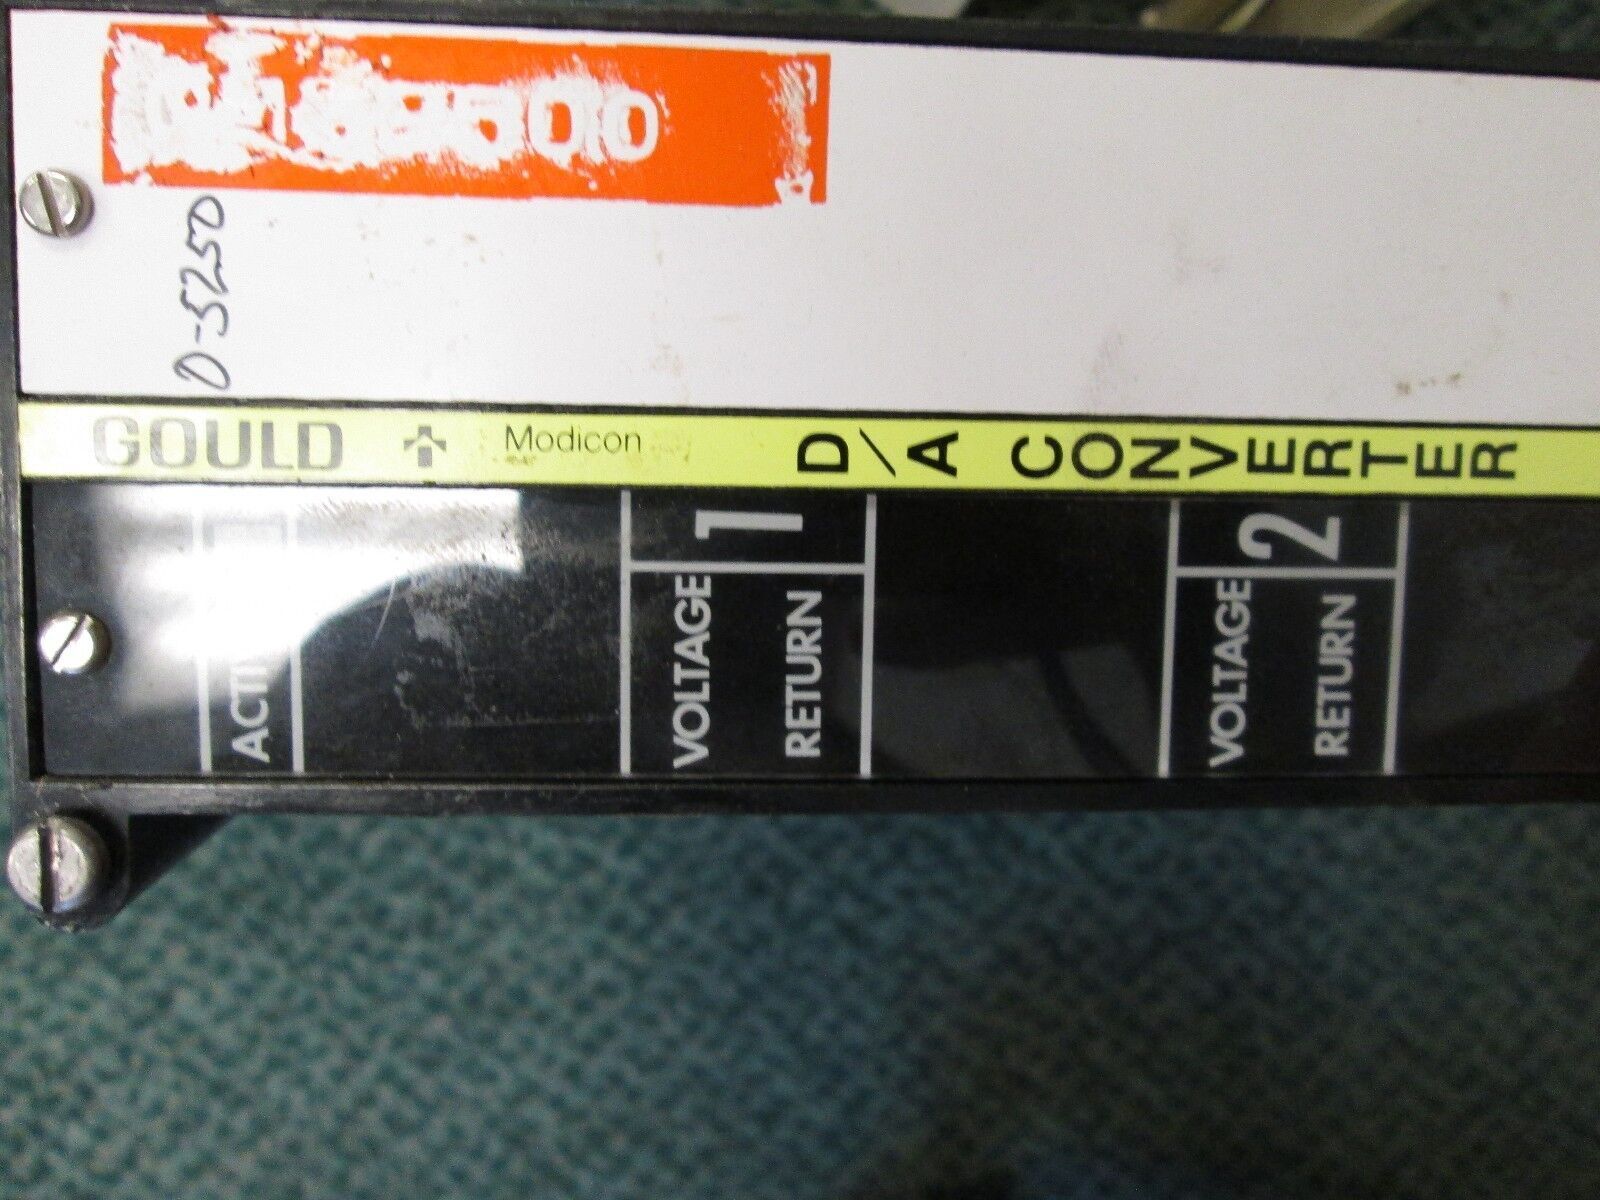 D-5250
GOULD Modicon D/A CONVERTER
VOLTAGE 1
RETURN
VOLTAGE 2
RETURN